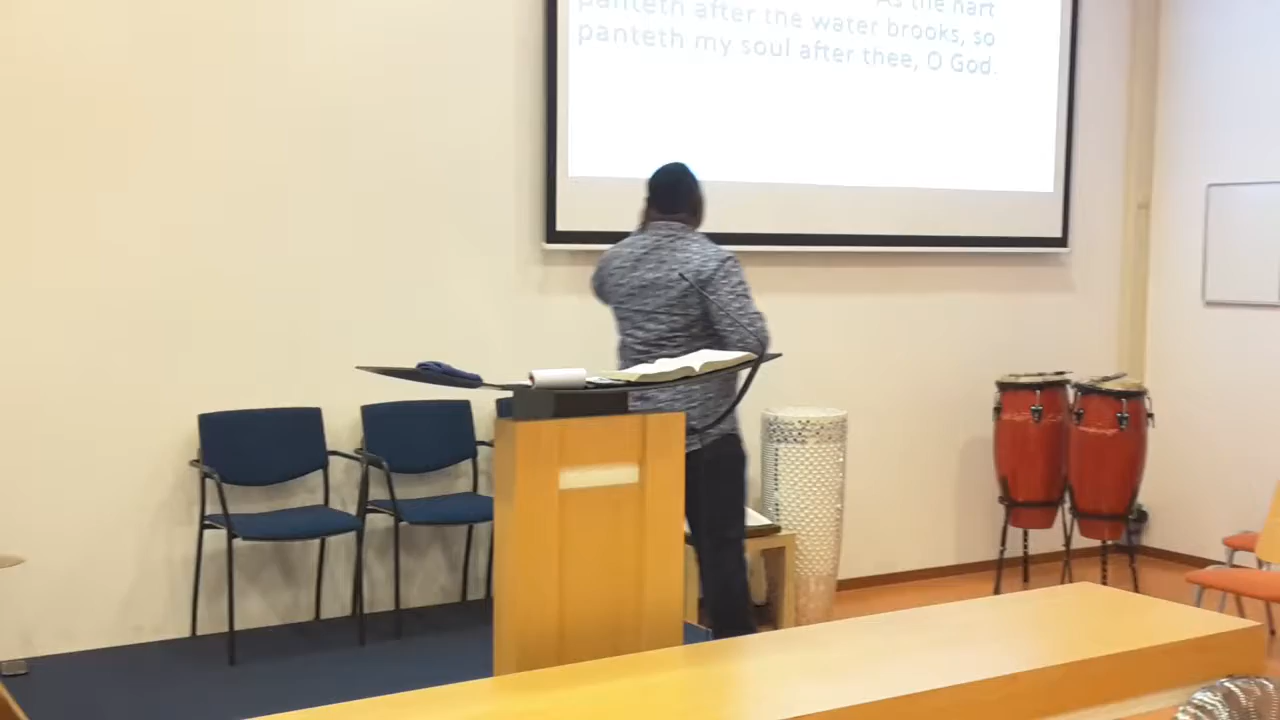 As the hart
panteth after the water brooks, so
panteth my soul after thee, O God.